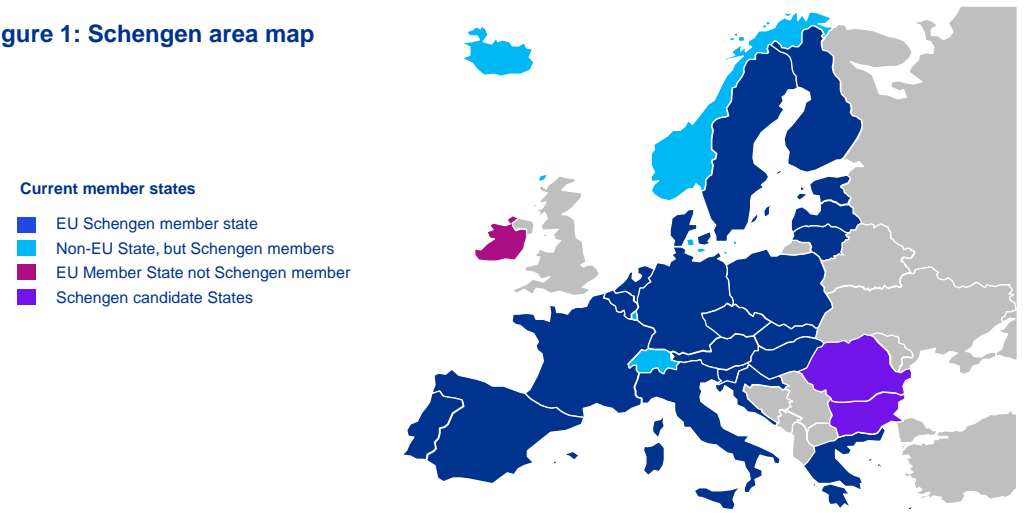 gure 1: Schengen area map
Current member states
EU Schengen member state
Non-EU State, but Schengen members
EU Member State not Schengen member
Schengen candidate States